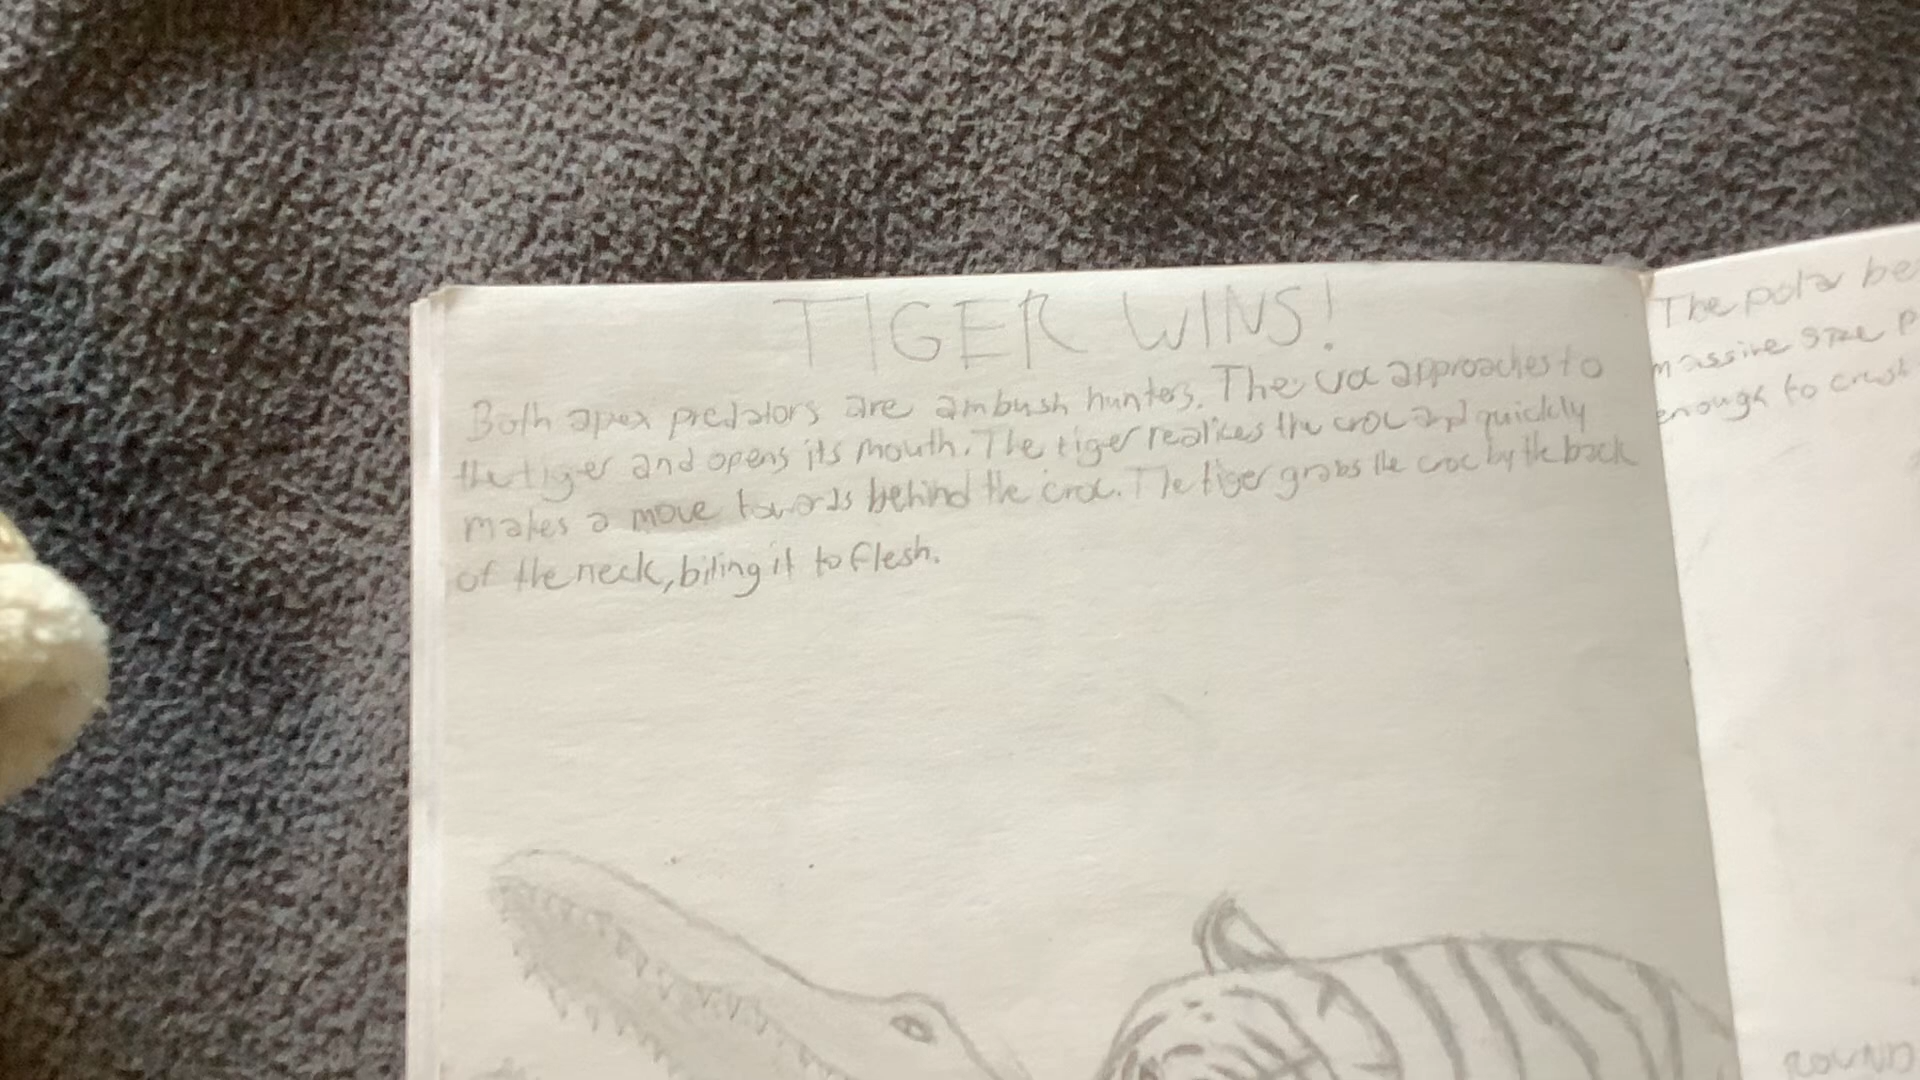 TIGER WINS!
Both apex predators are ambush hunters. The croc approaches to
the tiger and opens its mouth. The tiger realices the croc and quickly
makes a move towards behind the croc. The tiger grabs the croc by the back
of the neck, biting it to flesh.
The polar be
massive size p
enough to crush
ROUND